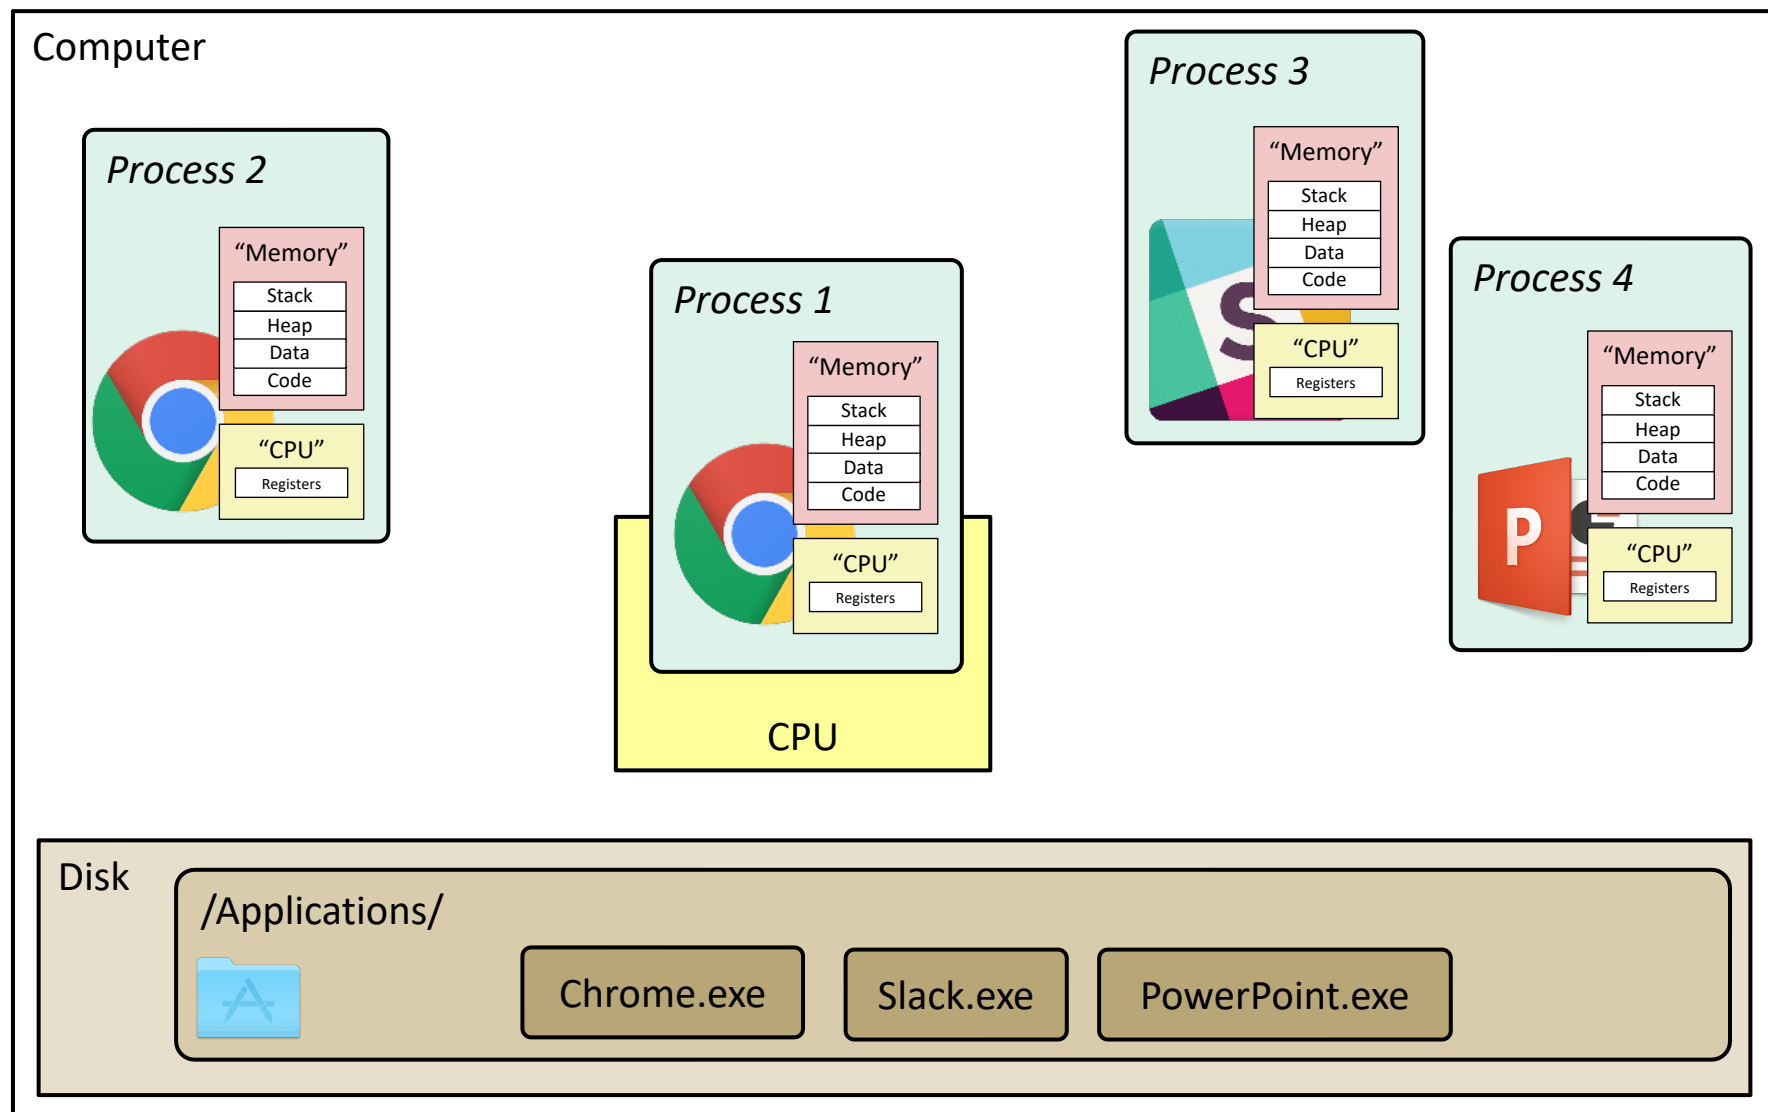 Computer
Process 2
“Memory”
Stack
Heap
Data
Code
“CPU”
Registers
Process 1
“Memory”
Stack
Heap
Data
Code
“CPU”
Registers
CPU
Process 3
“Memory”
Stack
Heap
Data
Code
S
“CPU”
Registers
Process 4
“Memory”
Stack
Heap
Data
Code
P
“CPU”
Registers
Disk
/Applications/
Chrome.exe
Slack.exe
PowerPoint.exe